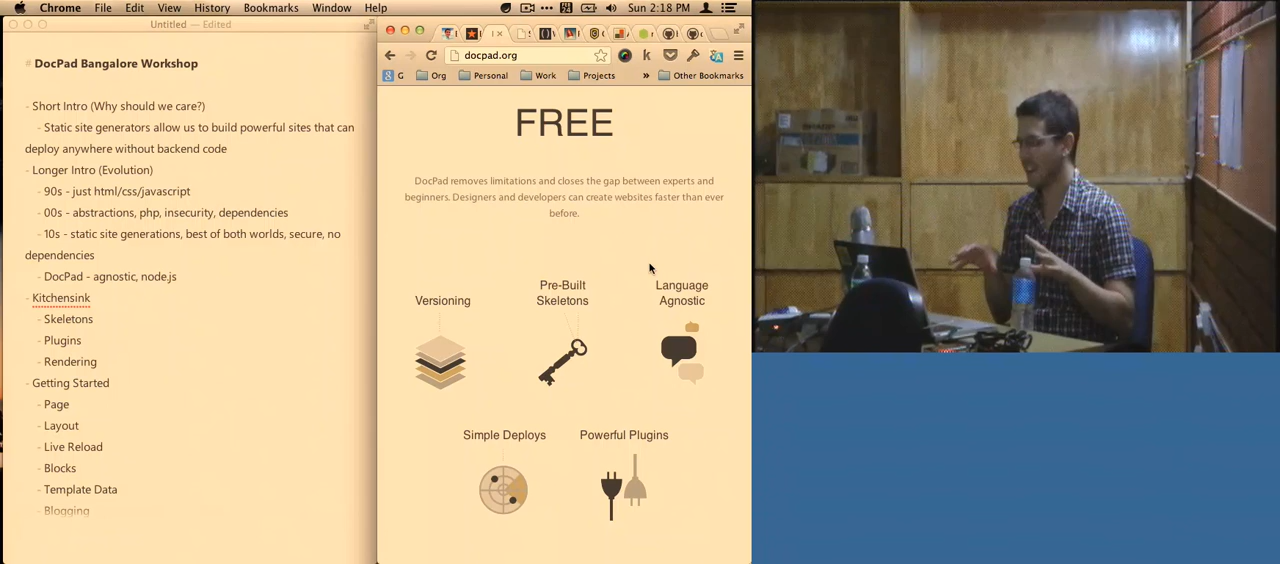 Chrome File Edit View History Bookmarks Window Help
Sun 2:18 PM
Untitled — Edited
# DocPad Bangalore Workshop
- Short Intro (Why should we care?)
- Static site generators allow us to build powerful sites that can
deploy anywhere without backend code
- Longer Intro (Evolution)
- 90s - just html/css/javascript
- 00s - abstractions, php, insecurity, dependencies
- 10s - static site generations, best of both worlds, secure, no
dependencies
- DocPad - agnostic, node.js
- Kitchensink
- Skeletons
- Plugins
- Rendering
- Getting Started
- Page
- Layout
- Live Reload
- Blocks
- Template Data
- Blogging
docpad.org
G Org Personal Work Projects » Other Bookmarks
FREE
DocPad removes limitations and closes the gap between experts and
beginners. Designers and developers can create websites faster than ever
before.
Versioning
Pre-Built
Skeletons
Language
Agnostic
Simple Deploys
Powerful Plugins
SHARP